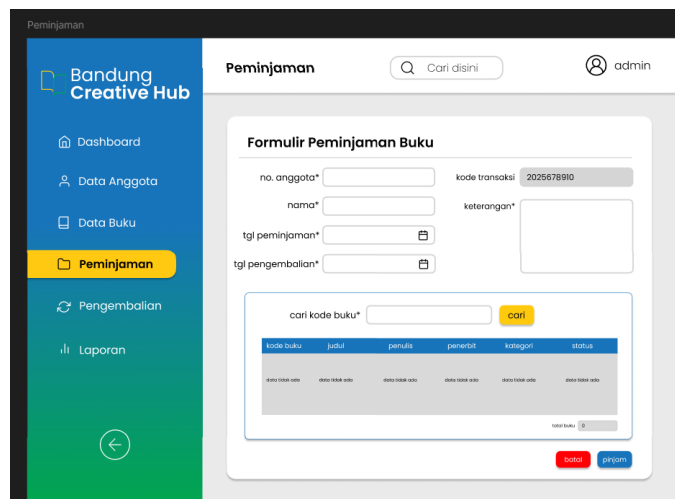 Peminjaman
Bandung
Creative Hub
Dashboard
Data Anggota
Data Buku
Peminjaman
Pengembalian
Laporan
Peminjaman
Cari disini
admin
Formulir Peminjaman Buku
no. anggota*
nama*
tgl peminjaman*
tgl pengembalian*
kode transaksi 2025678910
keterangan*
cari kode buku* cari
kode buku judul penulis penerbit kategori status
data tidak ada data tidak ada data tidak ada data tidak ada data tidak ada data tidak ada
total buku 0
batal pinjam